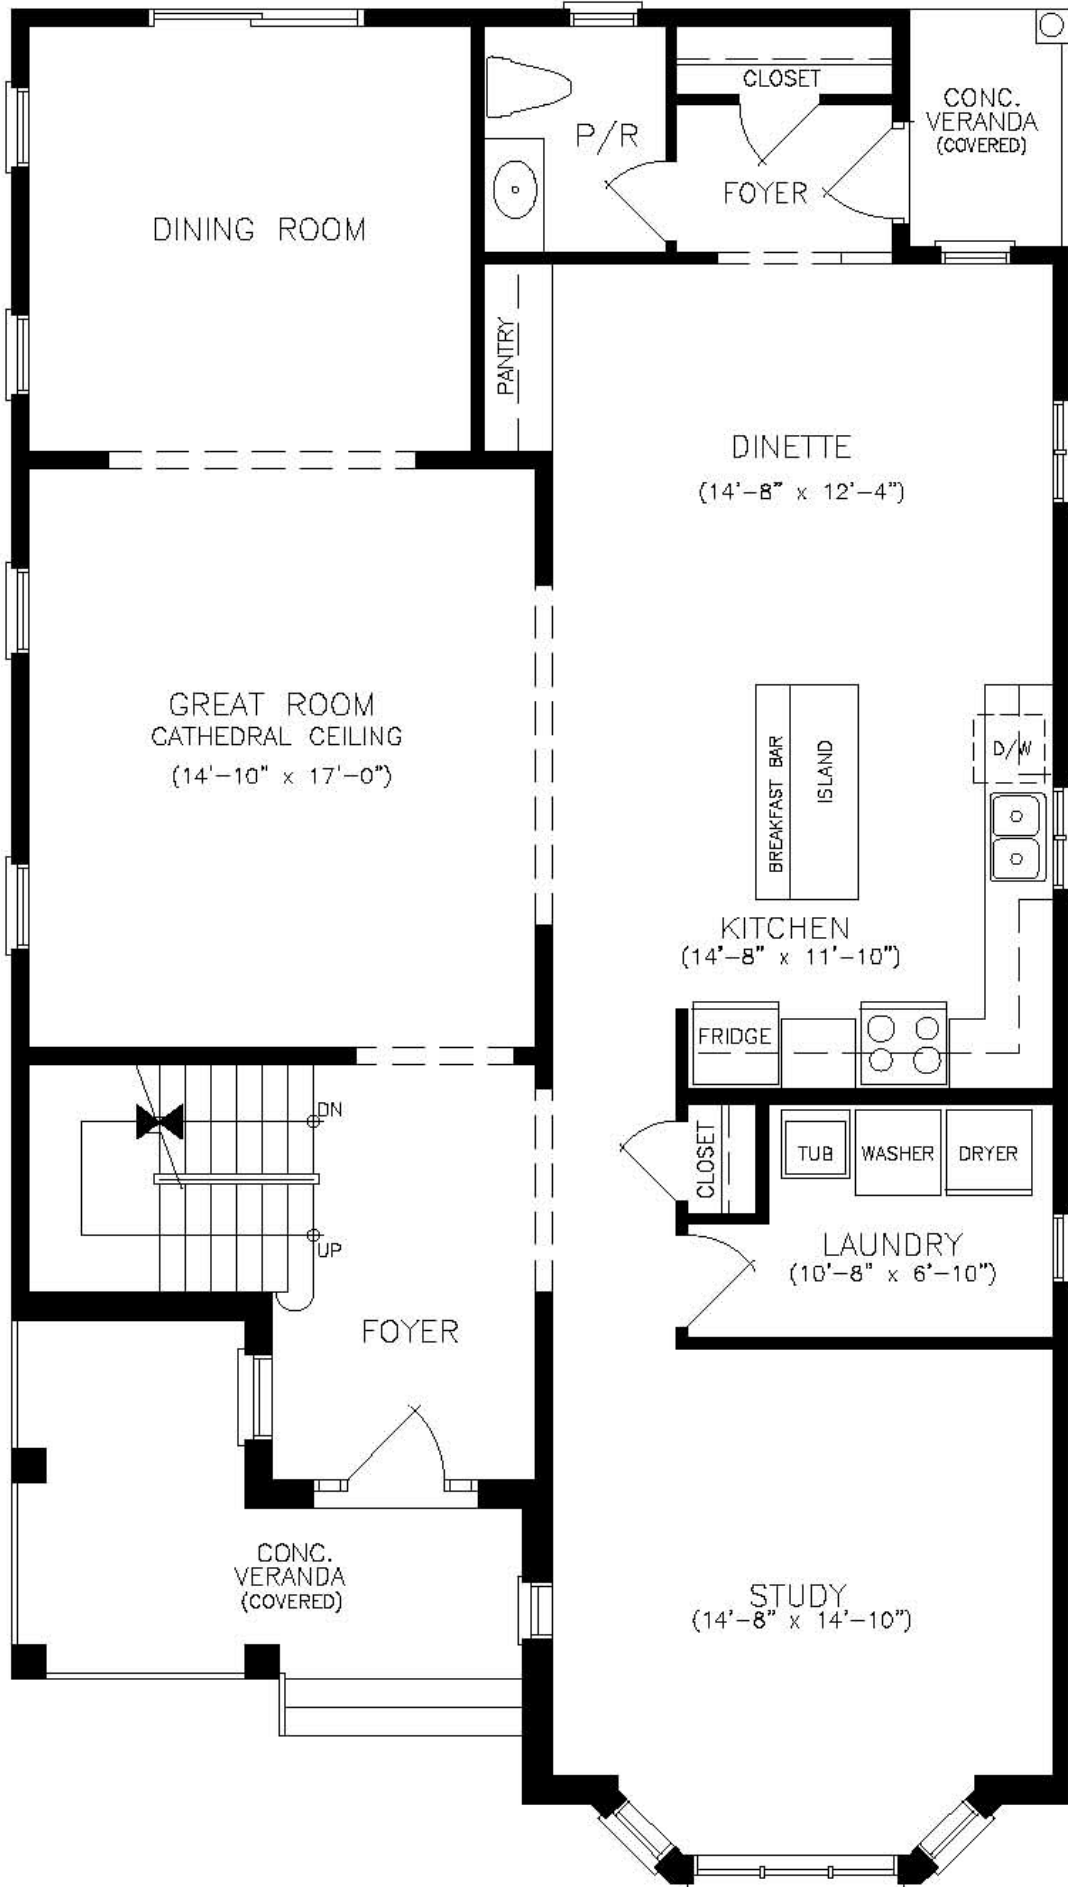 CLOSET
CONC.
VERANDA
(COVERED)
P/R
FOYER
DINING ROOM
PANTRY
DINETTE
(14'-8" x 12'-4")
GREAT ROOM
CATHEDRAL CEILING
(14'-10" x 17'-0")
BREAKFAST BAR
ISLAND
D/W
KITCHEN
(14'-8" x 11'-10")
FRIDGE
DN
UP
CLOSET
TUB
WASHER
DRYER
LAUNDRY
(10'-8" x 6'-10")
FOYER
CONC.
VERANDA
(COVERED)
STUDY
(14'-8" x 14'-10")